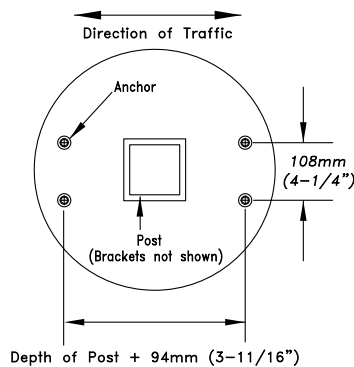 Direction of Traffic
Anchor
108mm
(4-1/4”)
Post
(Brackets not shown)
Depth of Post + 94mm (3-11/16”)